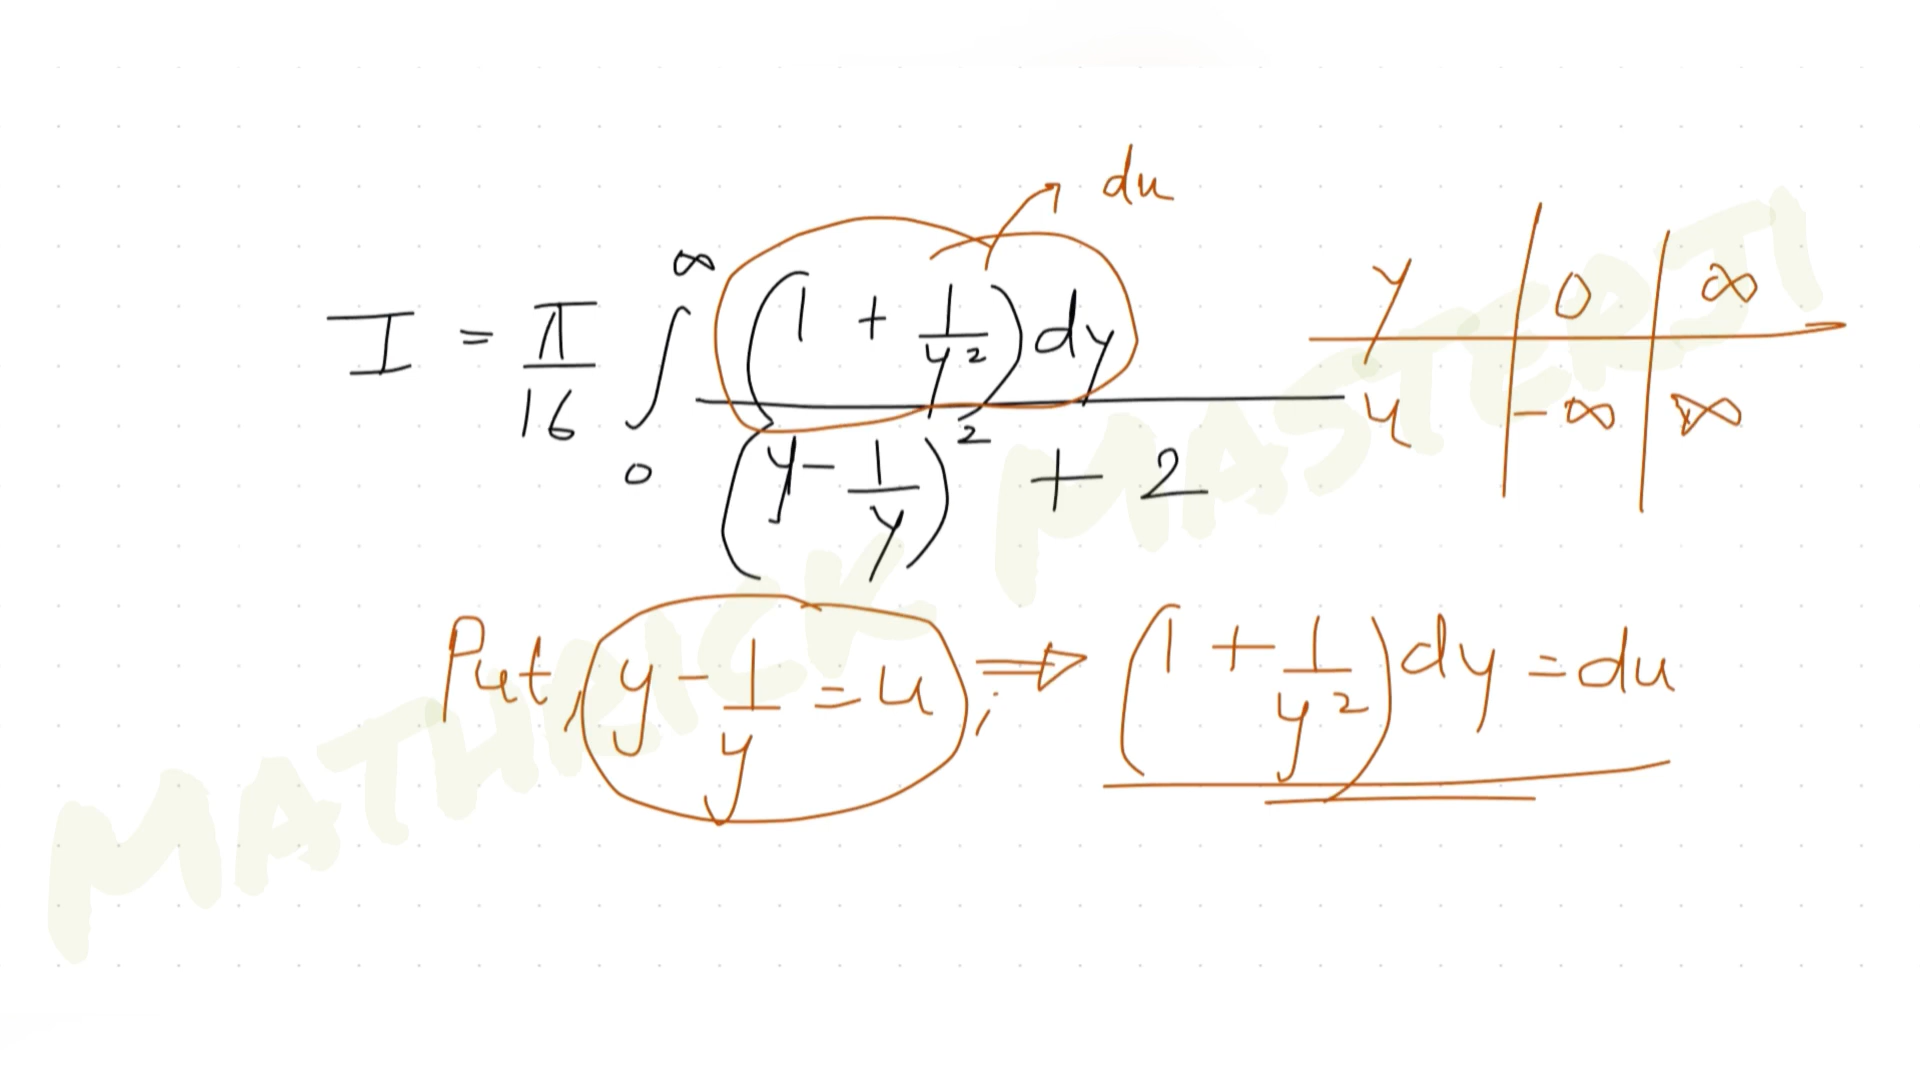 du
I = π/16 ∫₀^∞ (1 + 1/y²)dy / ((y - 1/y)² + 2)
y | 0 | ∞
u | -∞ | ∞
Put, y - 1/y = u; ⇒ (1 + 1/y²)dy = du
MATHRICK MASTERJI